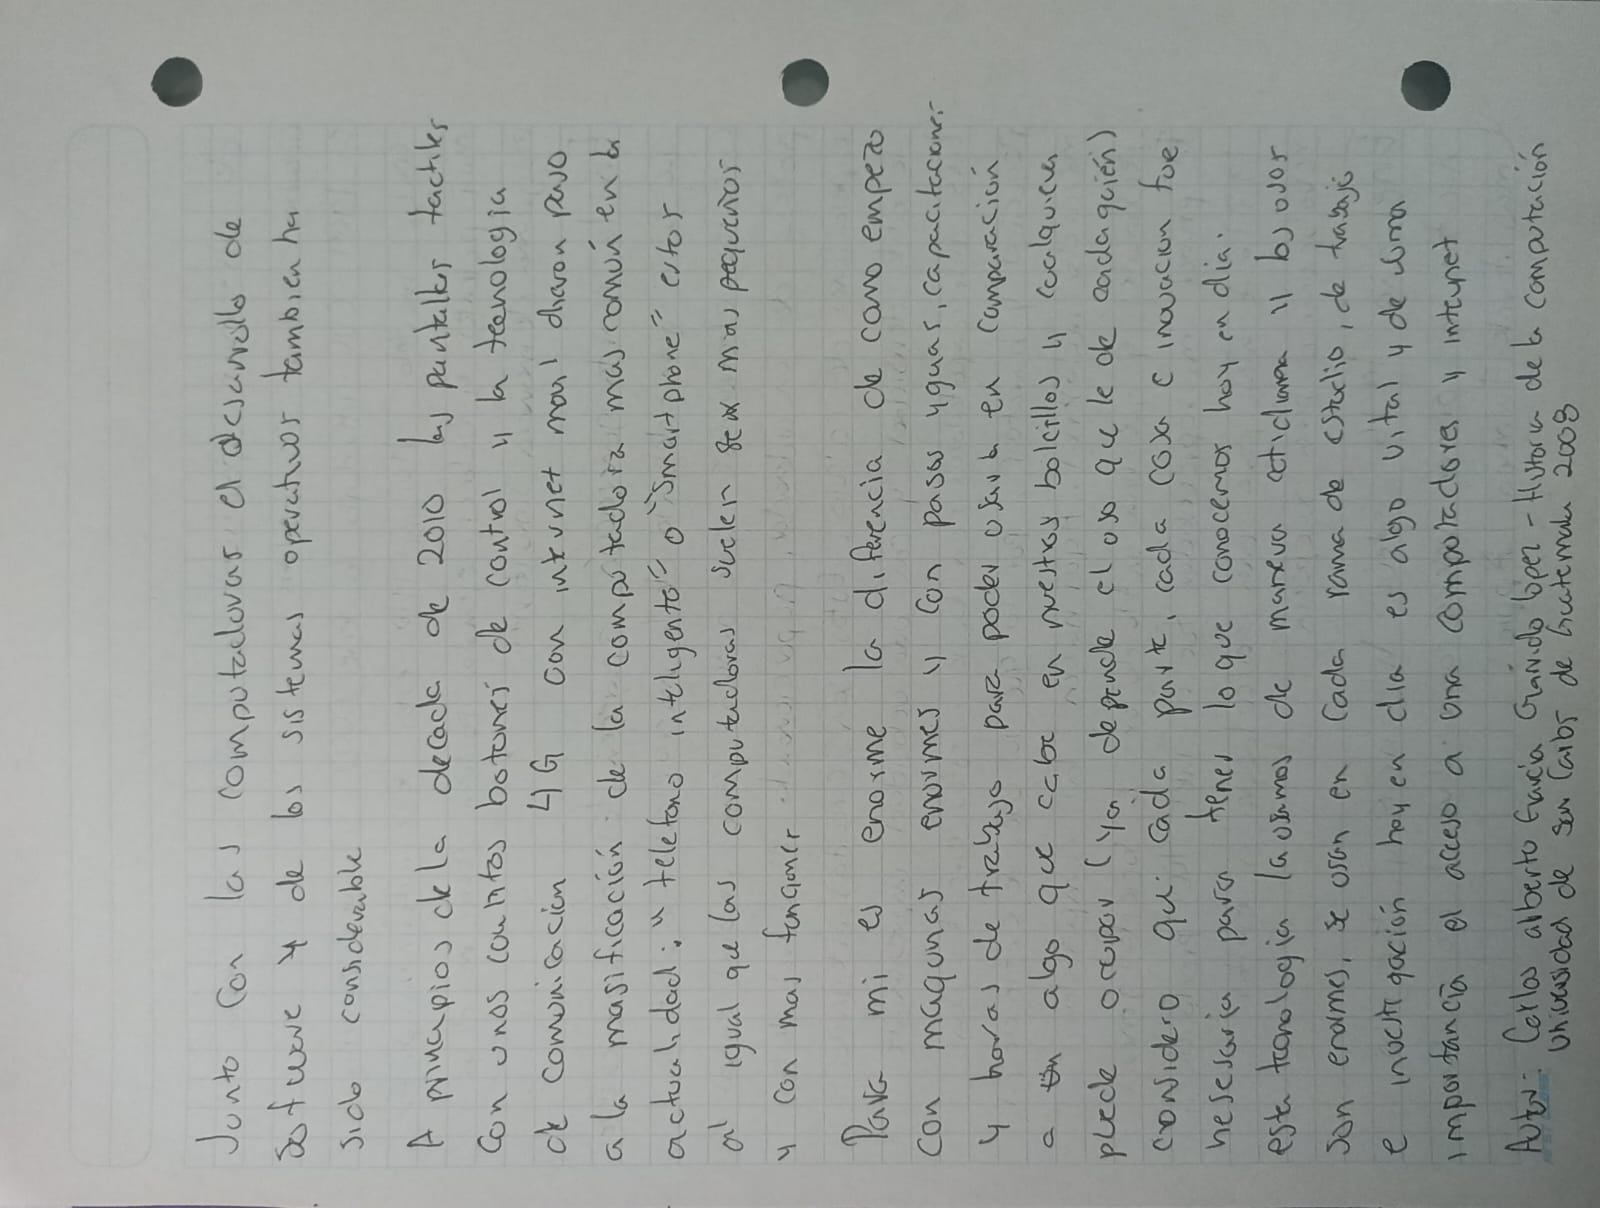 Junto con las computadoras el desarrollo de
software y de los sistemas operativos tambien ha
sido considerable
A principios de la decada de 2010 las pantallas tactiles
con unos cuantos botones de control y la tecnologia
de comunicación 4G con internet movil dieron paso
a la masificación de la computadora mas común en la
actualidad: "telefono inteligente" o "smartphone" estos
al igual que las computadoras suelen ser mas pequeños
y con mas funciones
Para mi es enorme la diferencia de como empezo
con maquinas enormes y con pasos y guias, capacitaciones
y horas de trabajo para poder usarla en comparación
a algo que cabe en nuestros bolcillos y cualquiera
puede ocupar (ya depende el uso que le de cada quién)
considero que cada parte, cada cosa e inovacion fue
nesesaria para tener lo que conocemos hoy en dia.
esta tecnologia la usamos de manera cotidiana y los usos
son enormes, se usan en cada rama de estudio, de trabajo
e investigación hoy en dia es algo vital y de suma
importancia el acceso a una computadores y internet
Autor: Carlos alberto García Guido lopez - Historia de la computación
Universidad de San Carlos de Guatemala 2008